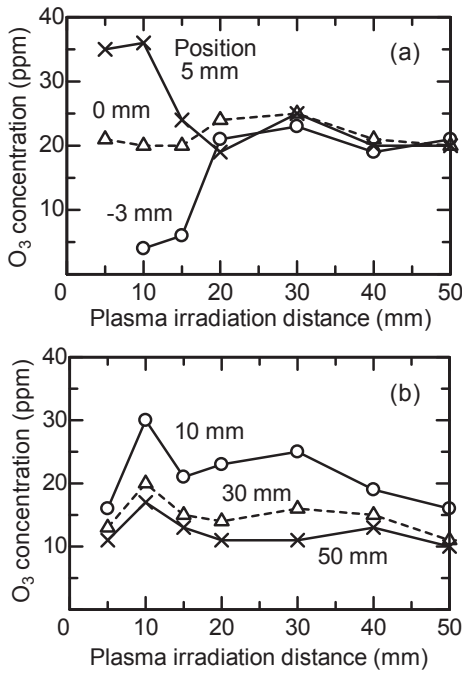 40
30
20
10
0
10
20
30
40
50
O₃ concentration (ppm)
Plasma irradiation distance (mm)
(a)
Position
5 mm
0 mm
-3 mm
40
30
20
10
0
10
20
30
40
50
O₃ concentration (ppm)
Plasma irradiation distance (mm)
(b)
10 mm
30 mm
50 mm